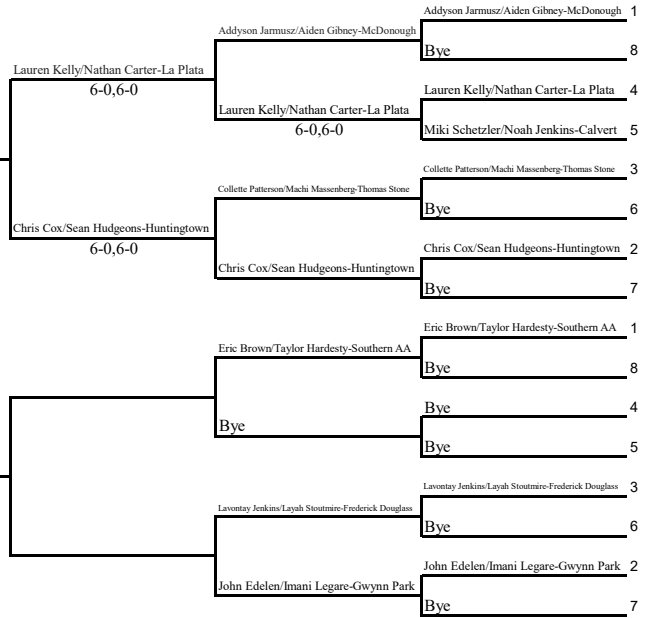 Addyson Jarmusz/Aiden Gibney-McDonough 1
Addyson Jarmusz/Aiden Gibney-McDonough
Bye 8
Lauren Kelly/Nathan Carter-La Plata
6-0,6-0
Lauren Kelly/Nathan Carter-La Plata 4
Lauren Kelly/Nathan Carter-La Plata
6-0,6-0
Miki Schetzler/Noah Jenkins-Calvert 5
Collette Patterson/Machi Massenberg-Thomas Stone 3
Collette Patterson/Machi Massenberg-Thomas Stone
Bye 6
Chris Cox/Sean Hudgeons-Huntingtown
6-0,6-0
Chris Cox/Sean Hudgeons-Huntingtown 2
Chris Cox/Sean Hudgeons-Huntingtown
Bye 7
Eric Brown/Taylor Hardesty-Southern AA 1
Eric Brown/Taylor Hardesty-Southern AA
Bye 8
Bye 4
Bye
Bye 5
Lavontay Jenkins/Layah Stoutmire-Frederick Douglass 3
Lavontay Jenkins/Layah Stoutmire-Frederick Douglass
Bye 6
John Edelen/Imani Legare-Gwynn Park 2
John Edelen/Imani Legare-Gwynn Park
Bye 7